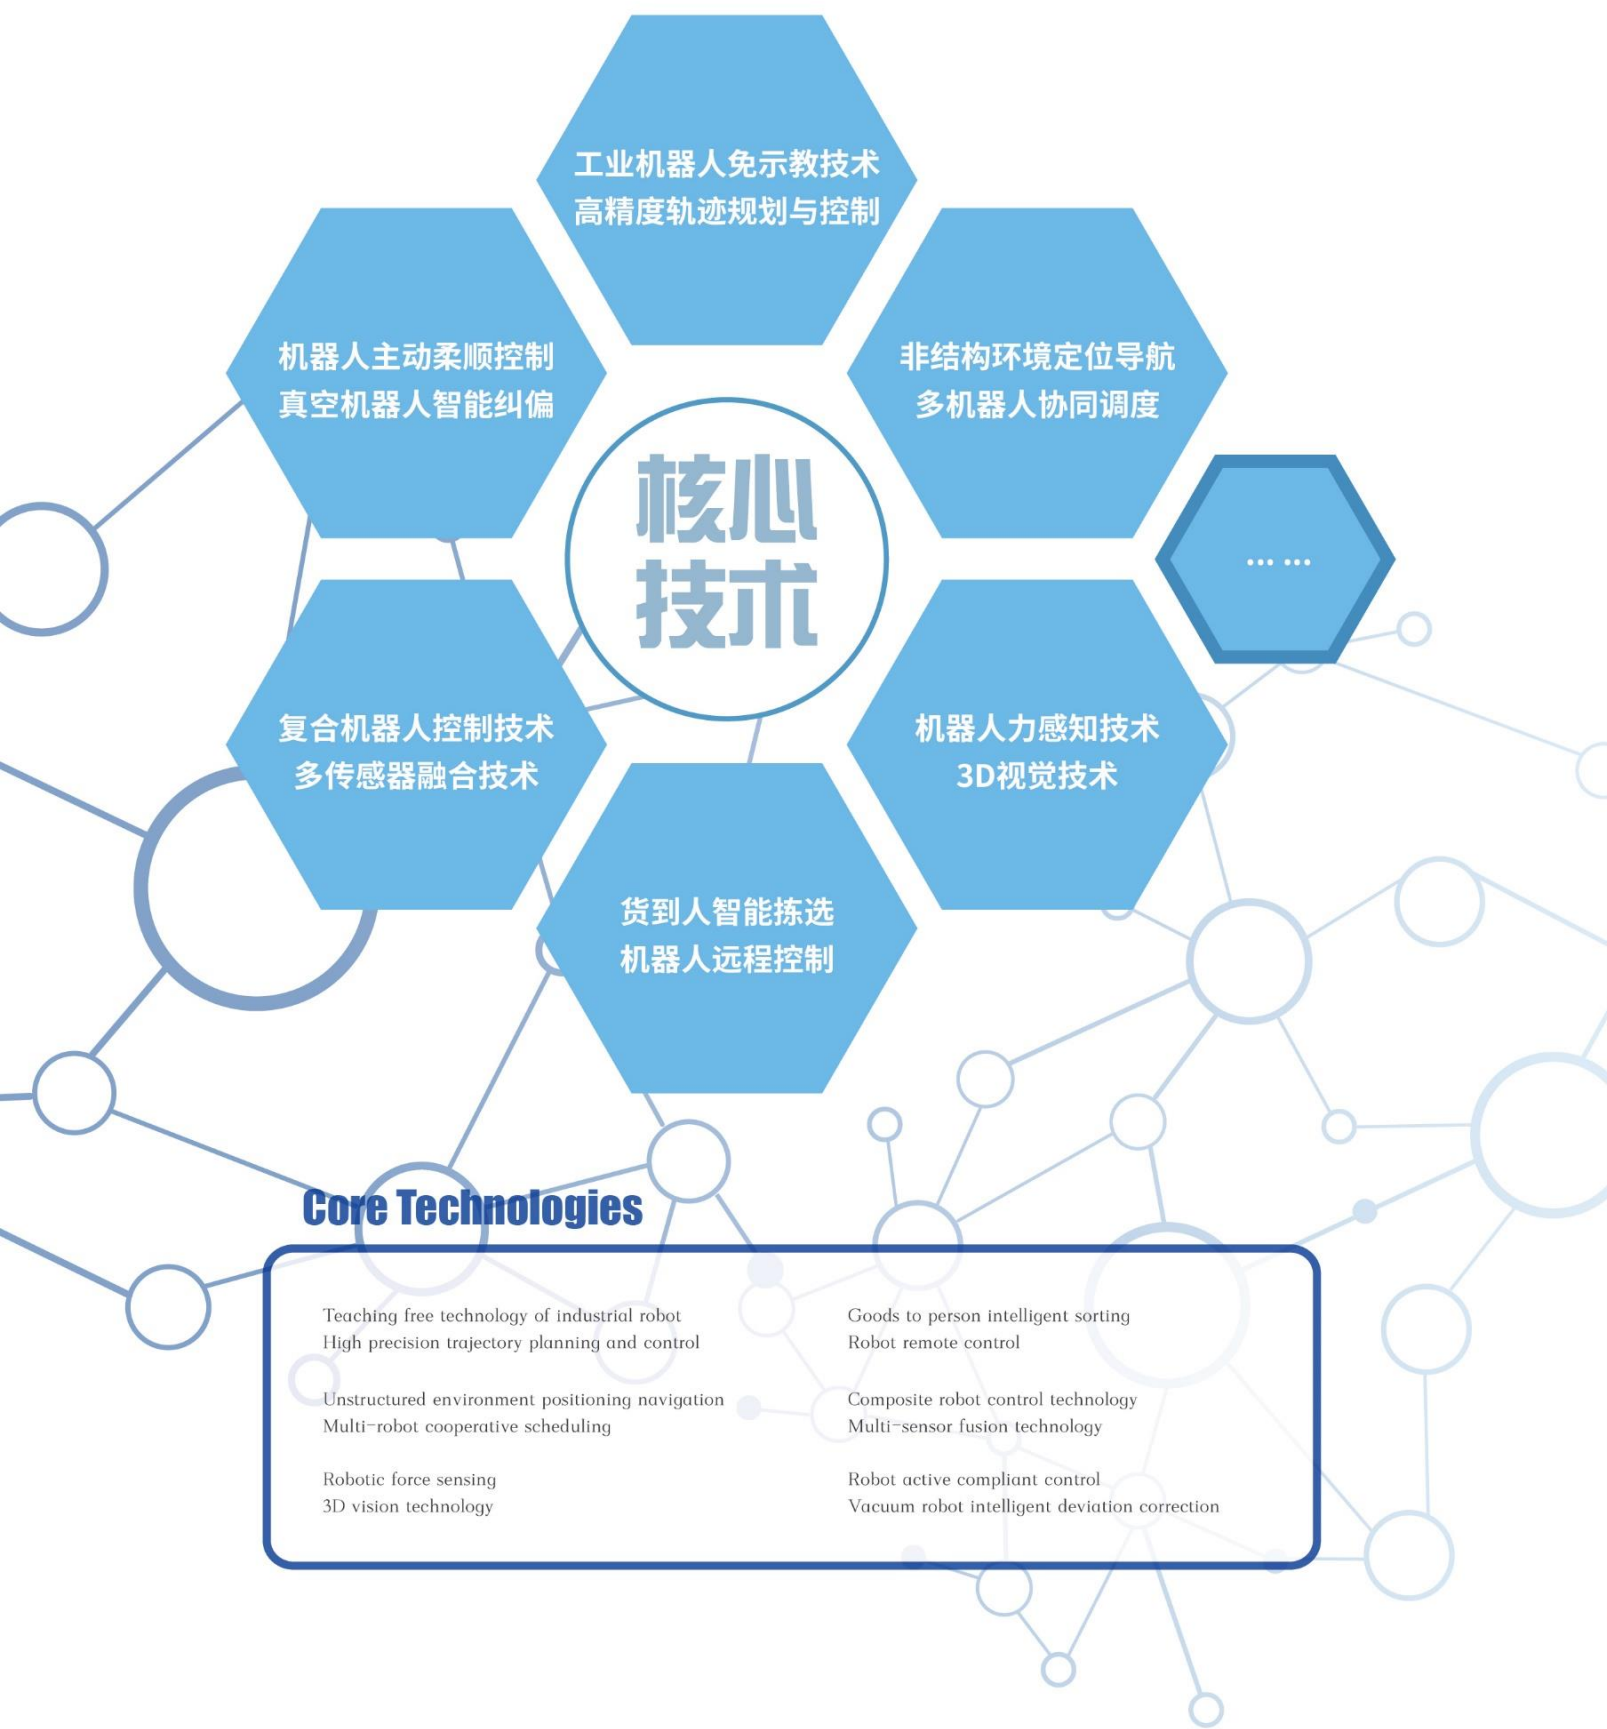 工业机器人免示教技术
高精度轨迹规划与控制
机器人主动柔顺控制
真空机器人智能纠偏
非结构环境定位导航
多机器人协同调度
核心
技术
... ...
复合机器人控制技术
多传感器融合技术
机器人力感知技术
3D视觉技术
货到人智能拣选
机器人远程控制
Core Technologies
Teaching free technology of industrial robot
High precision trajectory planning and control
Unstructured environment positioning navigation
Multi-robot cooperative scheduling
Robotic force sensing
3D vision technology
Goods to person intelligent sorting
Robot remote control
Composite robot control technology
Multi-sensor fusion technology
Robot active compliant control
Vacuum robot intelligent deviation correction